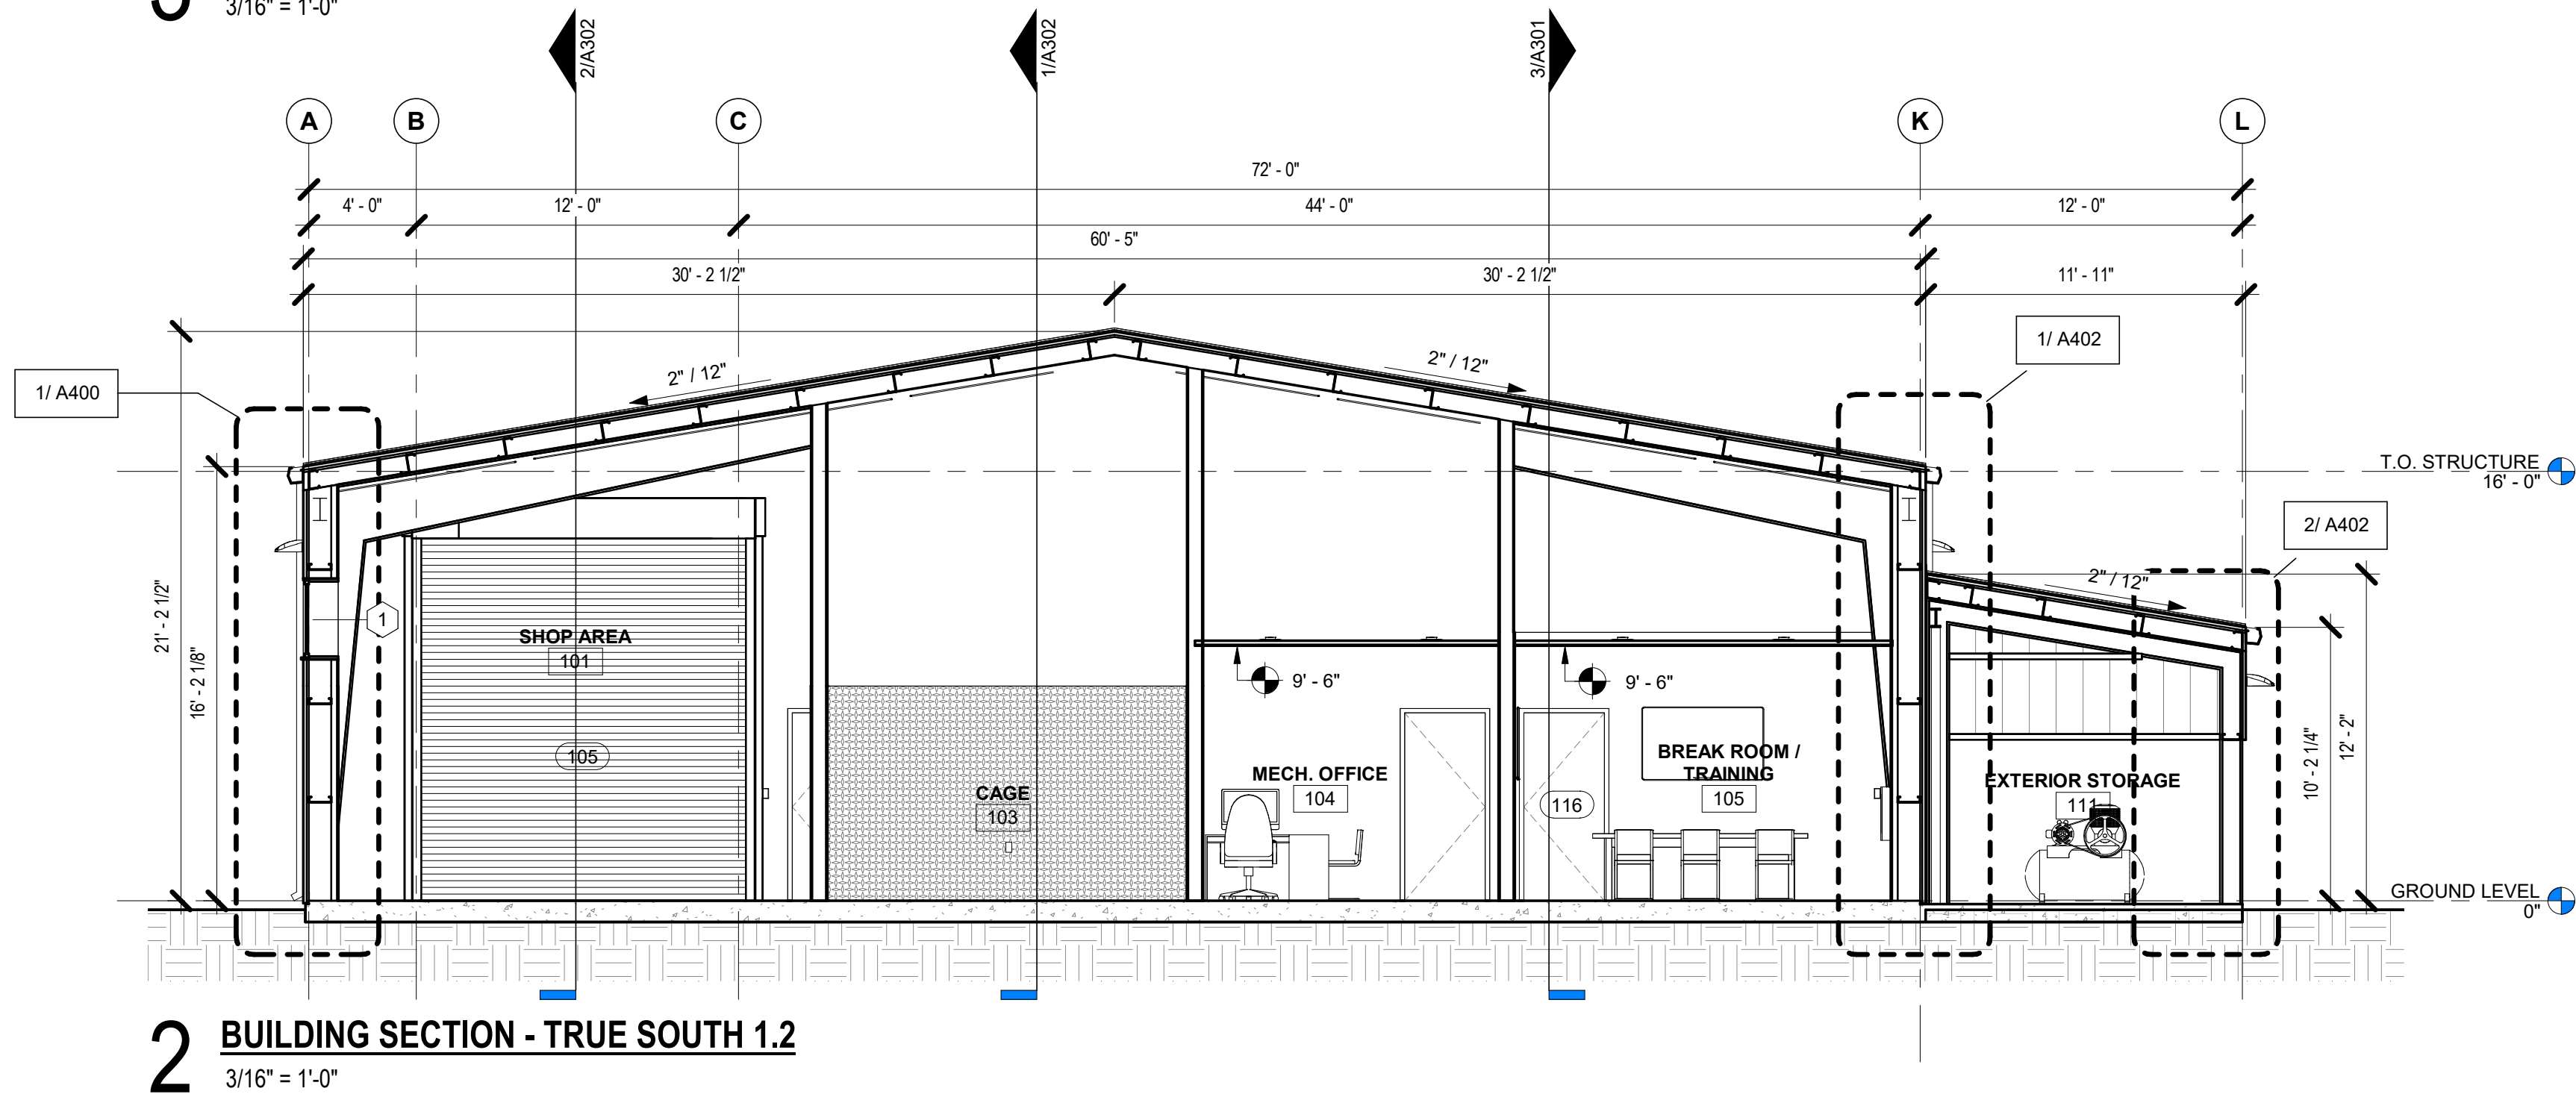 3/16" = 1'-0"
2/A302
1/A302
3/A301
A
B
C
K
L
72' - 0"
4' - 0"
12' - 0"
44' - 0"
12' - 0"
60' - 5"
30' - 2 1/2"
30' - 2 1/2"
11' - 11"
1/ A402
1/ A400
2" / 12"
2" / 12"
T.O. STRUCTURE
16' - 0"
2/ A402
2" / 12"
21' - 2 1/2"
16' - 2 1/8"
1
SHOP AREA
101
9' - 6"
9' - 6"
105
CAGE
103
MECH. OFFICE
104
116
BREAK ROOM /
TRAINING
105
EXTERIOR STORAGE
111
10' - 2 1/4"
12' - 2"
GROUND LEVEL
0"
2
BUILDING SECTION - TRUE SOUTH 1.2
3/16" = 1'-0"